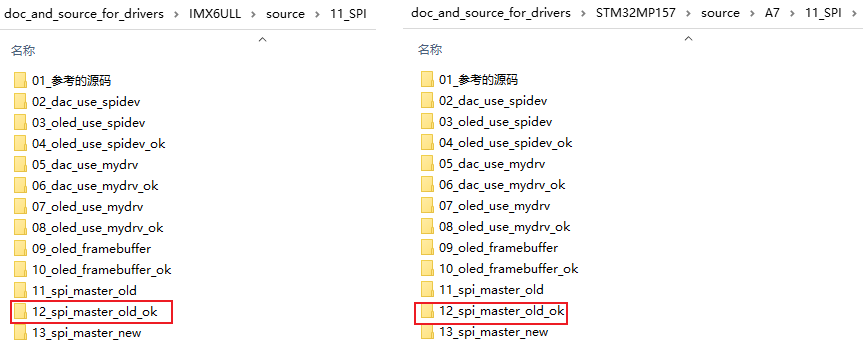 doc_and_source_for_drivers > IMX6ULL > source > 11_SPI
名称
01_参考的源码
02_dac_use_spidev
03_oled_use_spidev
04_oled_use_spidev_ok
05_dac_use_mydrv
06_dac_use_mydrv_ok
07_oled_use_mydrv
08_oled_use_mydrv_ok
09_oled_framebuffer
10_oled_framebuffer_ok
11_spi_master_old
12_spi_master_old_ok
13_spi_master_new
doc_and_source_for_drivers > STM32MP157 > source > A7 > 11_SPI >
名称
01_参考的源码
02_dac_use_spidev
03_oled_use_spidev
04_oled_use_spidev_ok
05_dac_use_mydrv
06_dac_use_mydrv_ok
07_oled_use_mydrv
08_oled_use_mydrv_ok
09_oled_framebuffer
10_oled_framebuffer_ok
11_spi_master_old
12_spi_master_old_ok
13_spi_master_new